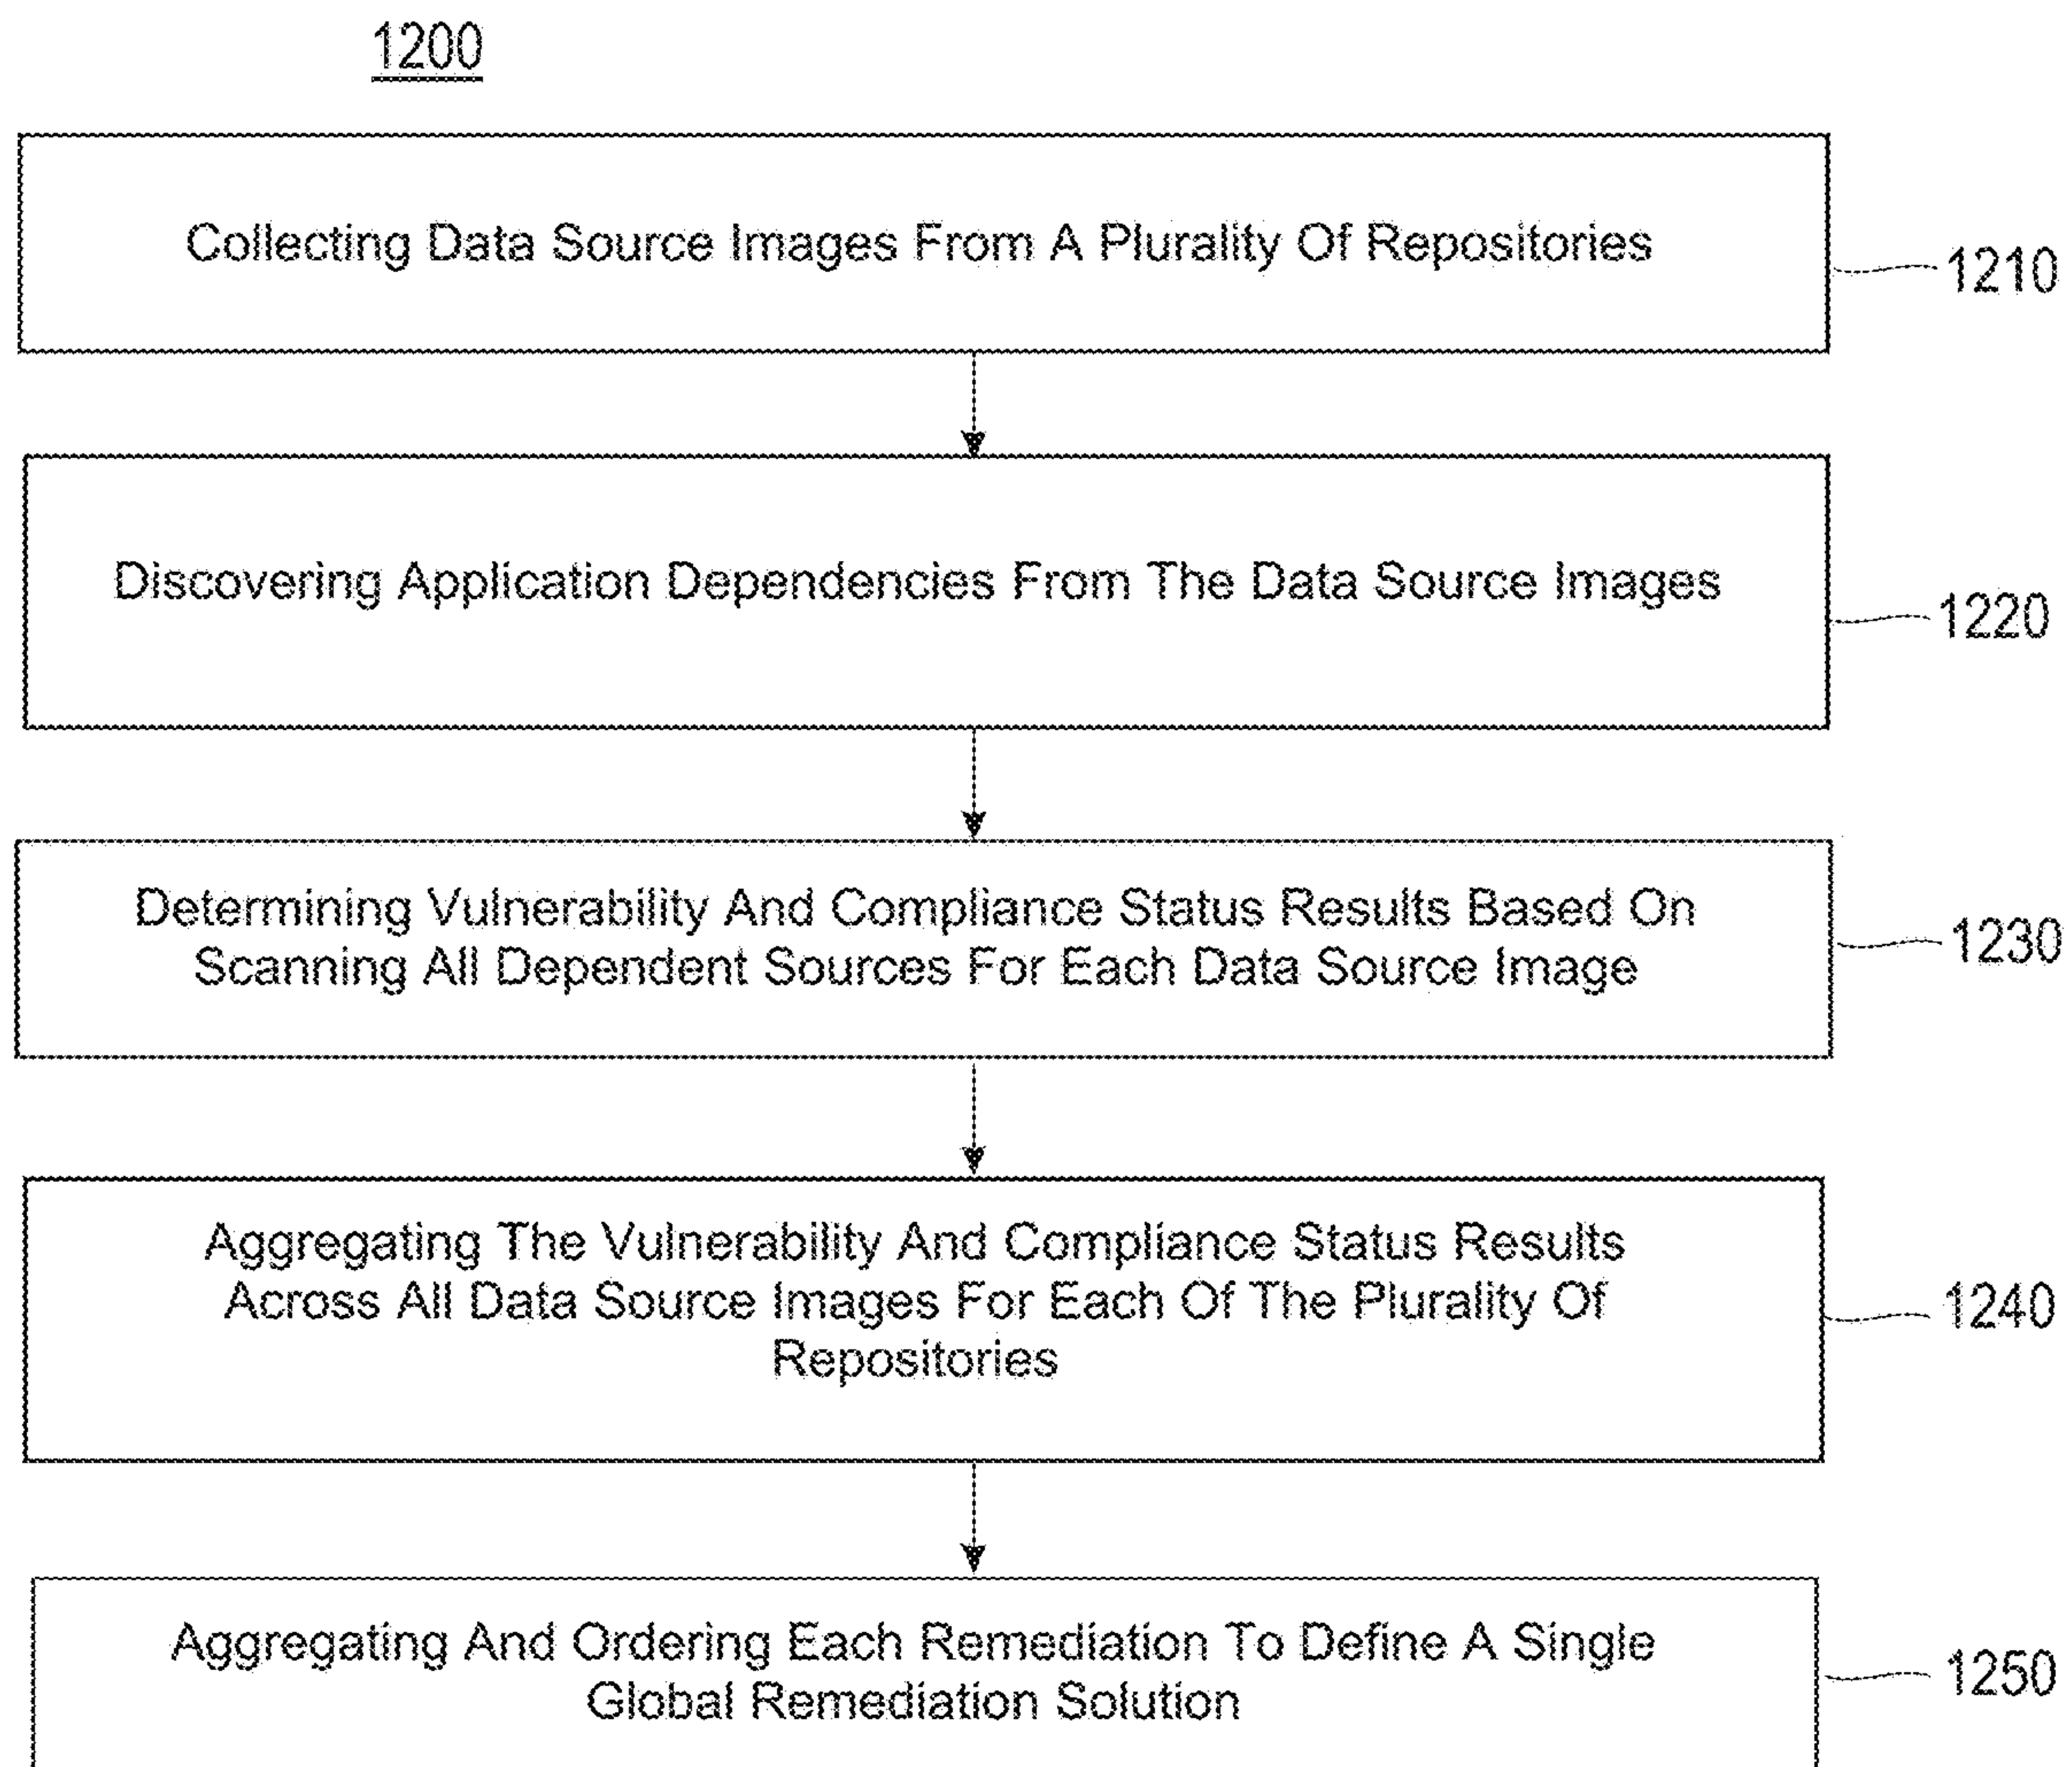 1200
Collecting Data Source Images From A Plurality Of Repositories
1210
Discovering Application Dependencies From The Data Source Images
1220
Determining Vulnerability And Compliance Status Results Based On
Scanning All Dependent Sources For Each Data Source Image
1230
Aggregating The Vulnerability And Compliance Status Results
Across All Data Source Images For Each Of The Plurality Of
Repositories
1240
Aggregating And Ordering Each Remediation To Define A Single
Global Remediation Solution
1250